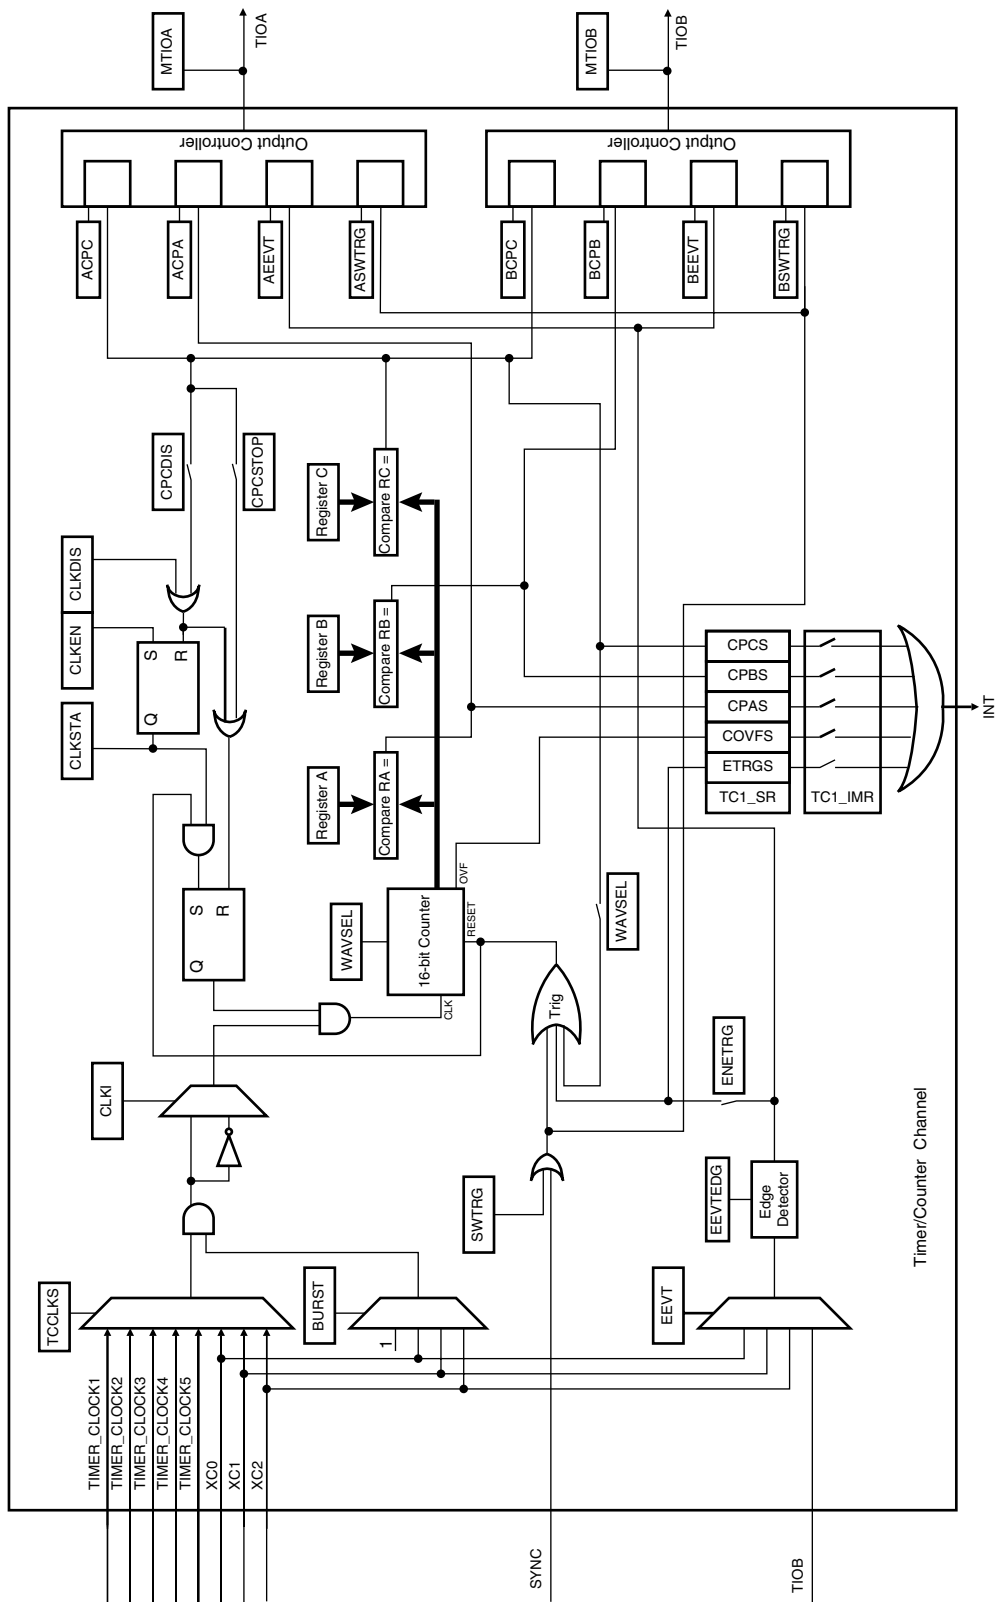 TIMER_CLOCK1
TIMER_CLOCK2
TIMER_CLOCK3
TIMER_CLOCK4
TIMER_CLOCK5
XC0
XC1
XC2
TCCLKS
CLKI
CLKSTA
CLKEN
CLKDIS
Q
S
R
Q
S
R
CPCDIS
CPCSTOP
BURST
1
WAVSEL
16-bit Counter
CLK
RESET
OVF
Register A
Compare RA =
Register B
Compare RB =
Register C
Compare RC =
SYNC
SWTRG
Trig
WAVSEL
TIOB
EEVT
EEVTEDG
Edge
Detector
ENETRG
CPCS
CPBS
CPAS
COVFS
ETRGS
TC1_SR
TC1_IMR
INT
ACPC
ACPA
AEEVT
ASWTRG
Output Controller
MTIOA
TIOA
BCPC
BCPB
BEEVT
BSWTRG
Output Controller
MTIOB
TIOB
Timer/Counter Channel